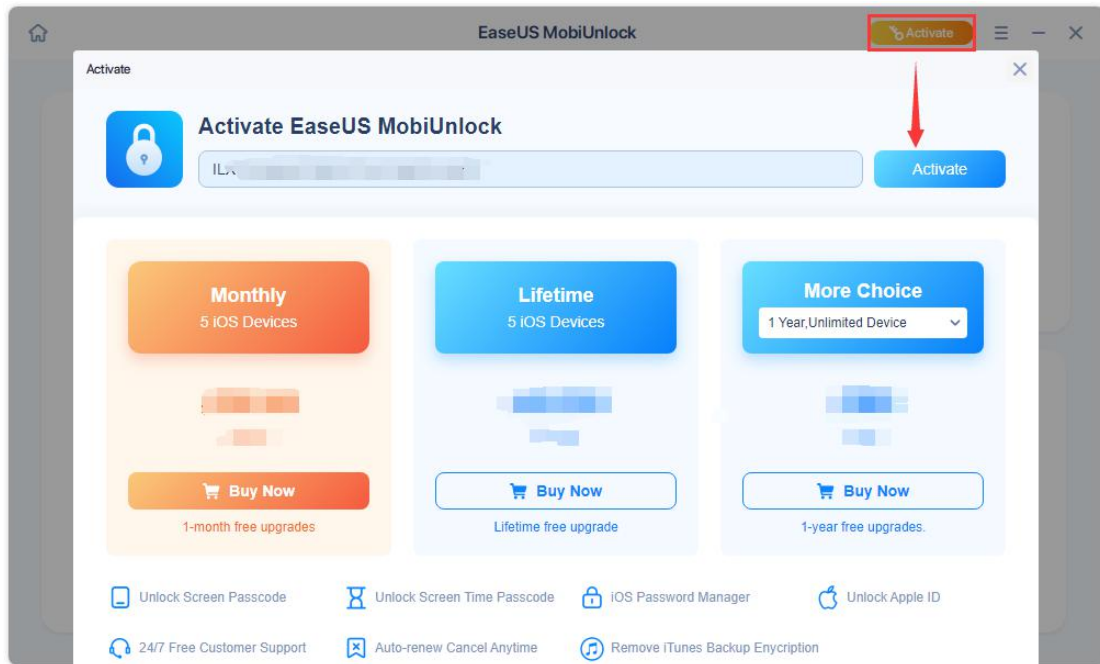 EaseUS MobiUnlock
Activate
Activate
Activate EaseUS MobiUnlock
Activate
Monthly
5 iOS Devices
Lifetime
5 iOS Devices
More Choice
1 Year,Unlimited Device
Buy Now
Buy Now
Buy Now
1-month free upgrades
Lifetime free upgrade
1-year free upgrades.
Unlock Screen Passcode
Unlock Screen Time Passcode
iOS Password Manager
Unlock Apple ID
24/7 Free Customer Support
Auto-renew Cancel Anytime
Remove iTunes Backup Enycription